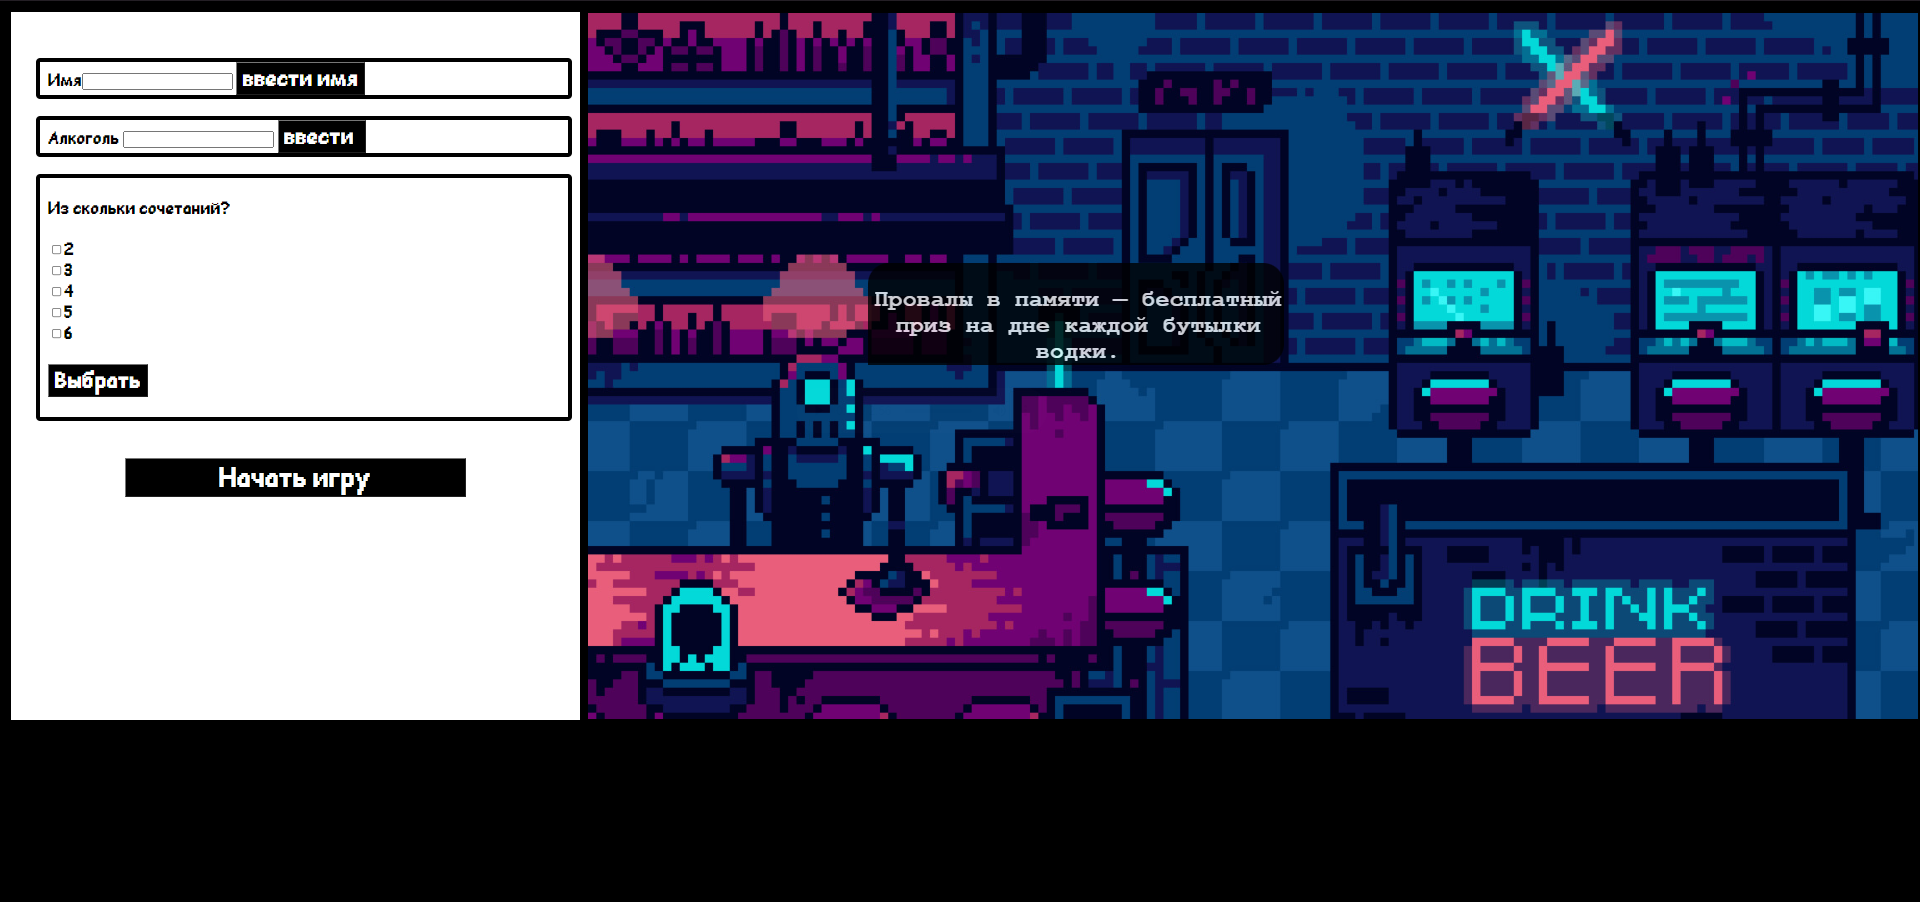 Имя ввести имя
Алкоголь ввести
Из скольки сочетаний?
2
3
4
5
6
Выбрать
Начать игру
Провалы в памяти — бесплатный
приз на дне каждой бутылки
водки.
DRINK
BEER